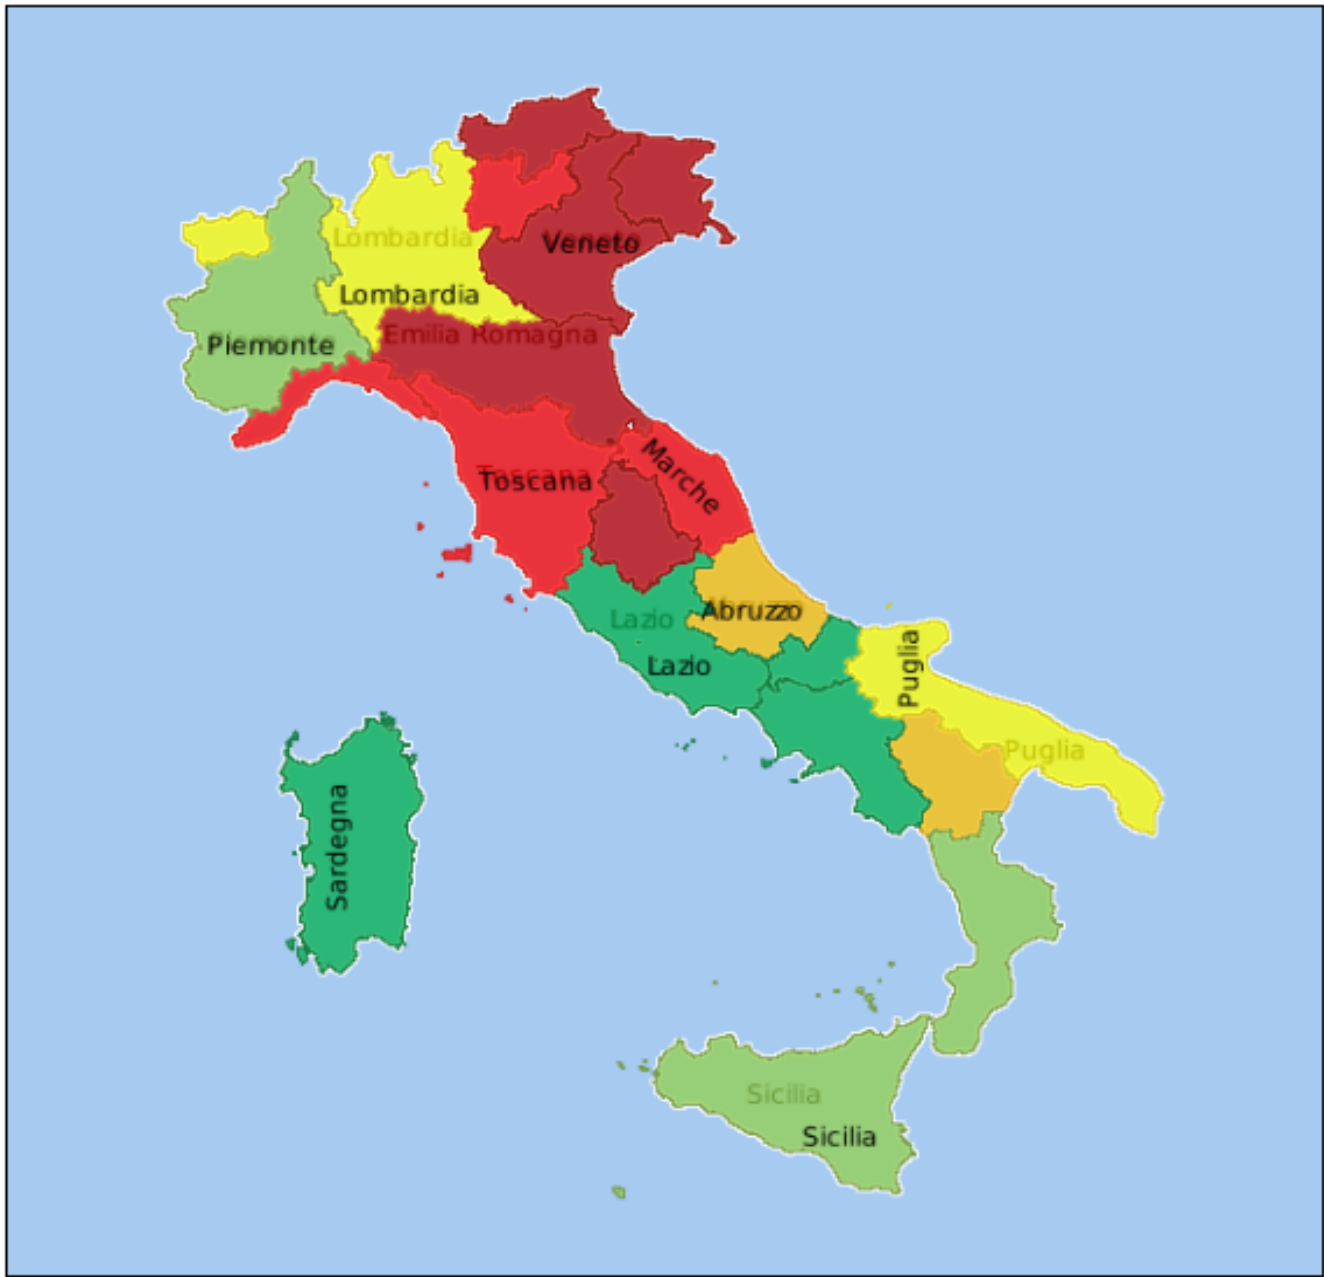 Lombardia
Veneto
Lombardia
Emilia Romagna
Piemonte
Marche
Toscana
Toscana
Abruzzo
Lazio
Lazio
Puglia
Puglia
Sardegna
Sicilia
Sicilia